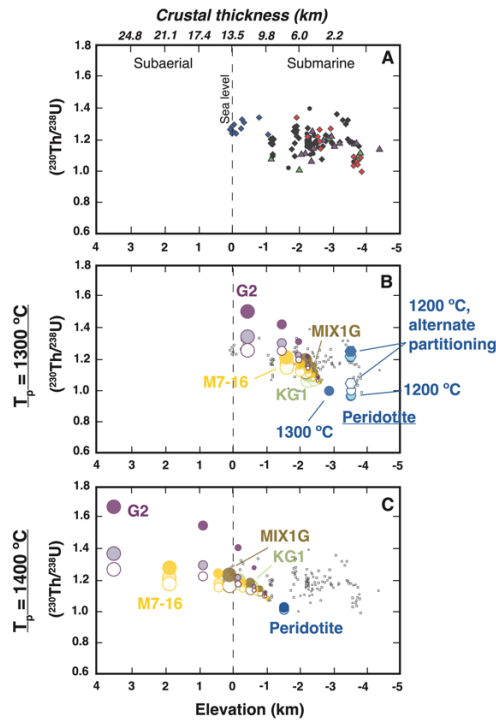 Crustal thickness (km)
24.8 21.1 17.4 13.5 9.8 6.0 2.2
A
Subaerial Submarine
Sea level
(²³⁰Th/²³⁸U)
1.8
1.6
1.4
1.2
1.0
0.8
0.6
4 3 2 1 0 -1 -2 -3 -4 -5
Tp = 1300 °C
B
(²³⁰Th/²³⁸U)
1.8
1.6
1.4
1.2
1.0
0.8
0.6
G2
MIX1G
M7-16
KG1
1300 °C
1200 °C,
alternate
partitioning
1200 °C
Peridotite
4 3 2 1 0 -1 -2 -3 -4 -5
Tp = 1400 °C
C
(²³⁰Th/²³⁸U)
1.8
1.6
1.4
1.2
1.0
0.8
0.6
G2
MIX1G
KG1
M7-16
Peridotite
4 3 2 1 0 -1 -2 -3 -4 -5
Elevation (km)